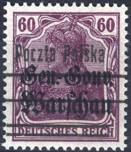 60 60
Poczta Polska
Gen.-Gouv.
Warschau
DEUTSCHES REICH